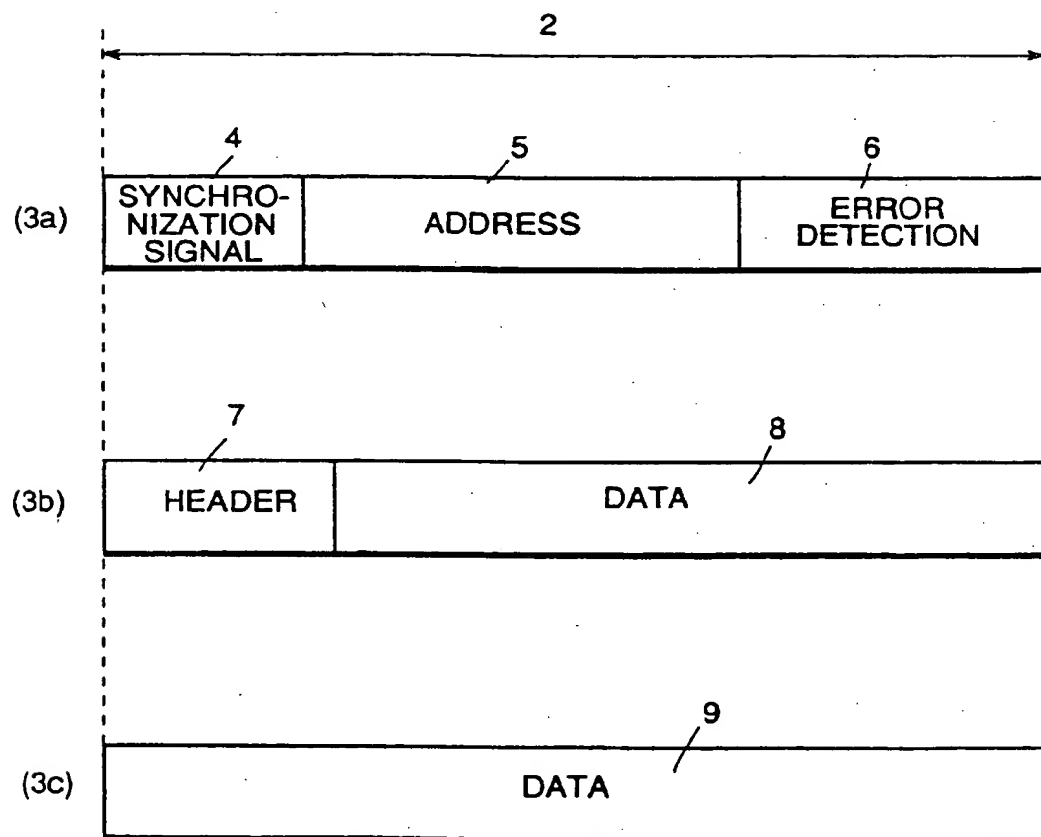 2
4
5
6
(3a)
SYNCHRO-
NIZATION
SIGNAL
ADDRESS
ERROR
DETECTION
7
8
(3b)
HEADER
DATA
9
(3c)
DATA